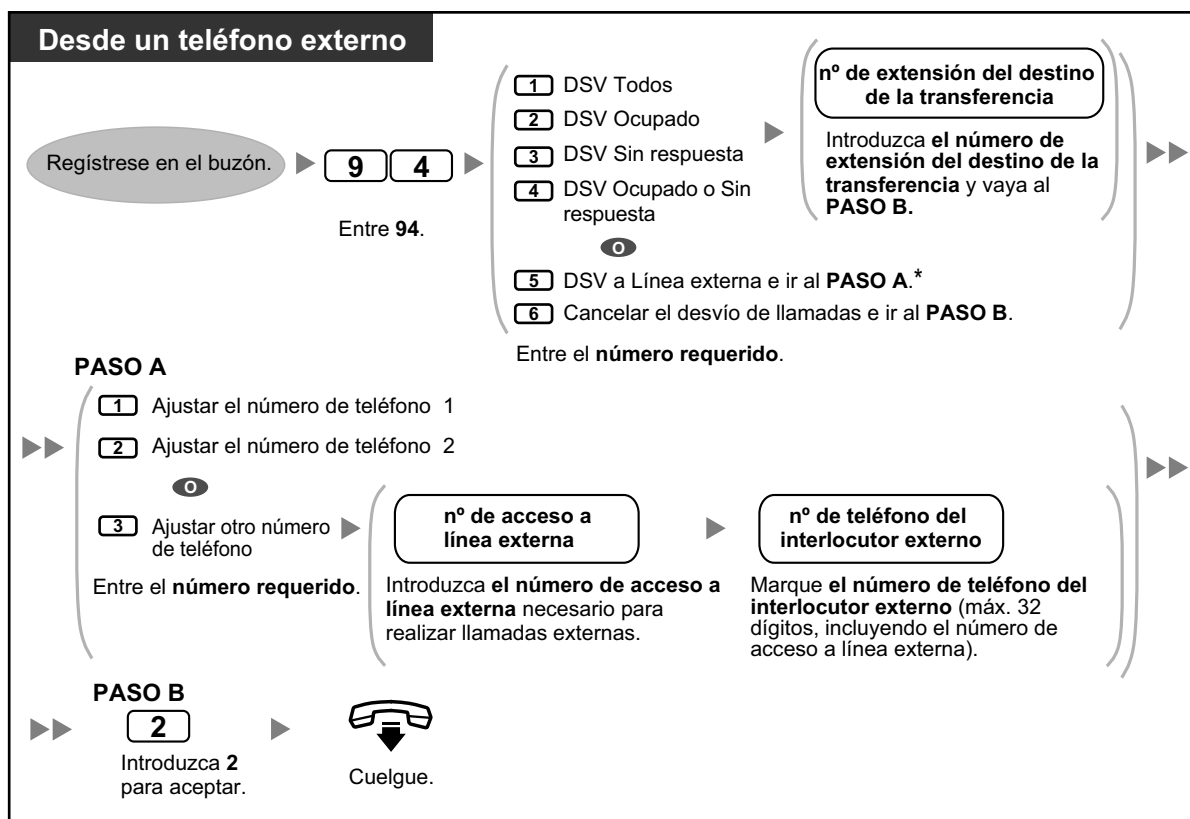 Desde un teléfono externo
Regístrese en el buzón.
9 4
Entre 94.
1 DSV Todos
2 DSV Ocupado
3 DSV Sin respuesta
4 DSV Ocupado o Sin
respuesta
O
5 DSV a Línea externa e ir al PASO A.*
6 Cancelar el desvío de llamadas e ir al PASO B.
Entre el número requerido.
nº de extensión del destino
de la transferencia
Introduzca el número de
extensión del destino de la
transferencia y vaya al
PASO B.
PASO A
1 Ajustar el número de teléfono 1
2 Ajustar el número de teléfono 2
O
3 Ajustar otro número
de teléfono
Entre el número requerido.
nº de acceso a
línea externa
Introduzca el número de acceso a
línea externa necesario para
realizar llamadas externas.
nº de teléfono del
interlocutor externo
Marque el número de teléfono del
interlocutor externo (máx. 32
dígitos, incluyendo el número de
acceso a línea externa).
PASO B
2
Introduzca 2
para aceptar.
Cuelgue.